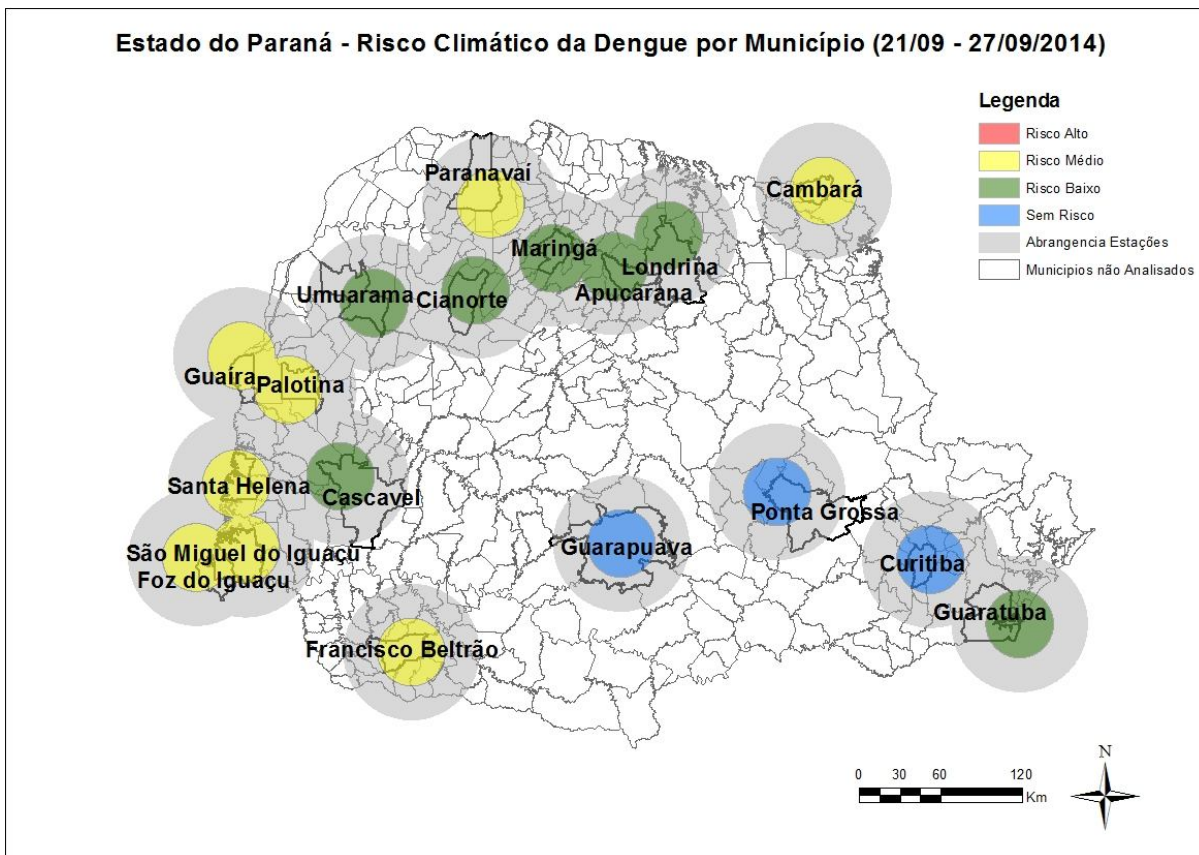 Estado do Paraná - Risco Climático da Dengue por Município (21/09 - 27/09/2014)
Legenda
Risco Alto
Risco Médio
Risco Baixo
Sem Risco
Abrangencia Estações
Municipios não Analisados
Paranavaí
Cambará
Maringá
Londrina
Apucarana
Umuarama
Cianorte
Guaíra
Palotina
Santa Helena
Cascavel
São Miguel do Iguaçu
Foz do Iguaçu
Francisco Beltrão
Guarapuava
Ponta Grossa
Curitiba
Guaratuba
0 30 60 120
Km
N